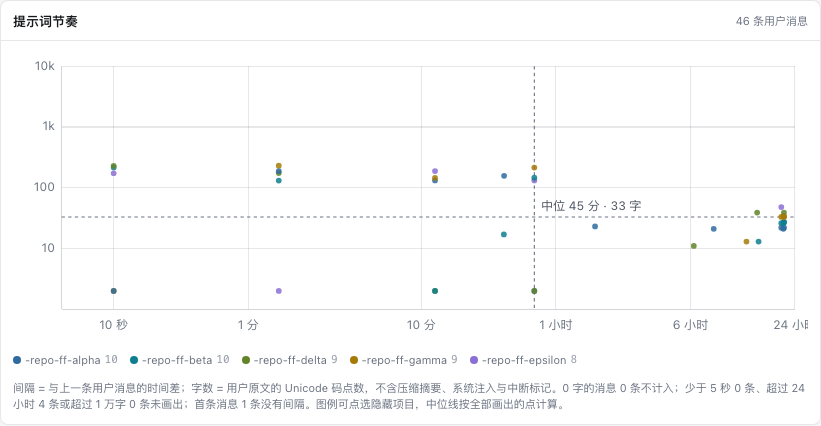 提示词节奏
46 条用户消息
10k
1k
100
10
中位 45 分 · 33 字
10 秒
1 分
10 分
1 小时
6 小时
24 小
-repo-ff-alpha 10
-repo-ff-beta 10
-repo-ff-delta 9
-repo-ff-gamma 9
-repo-ff-epsilon 8
间隔 = 与上一条用户消息的时间差；字数 = 用户原文的 Unicode 码点数，不含压缩摘要、系统注入与中断标记。0 字的消息 0 条不计入；少于 5 秒 0 条、超过 24
小时 4 条或超过 1 万字 0 条未画出；首条消息 1 条没有间隔。图例可点选隐藏项目，中位线按全部画出的点计算。